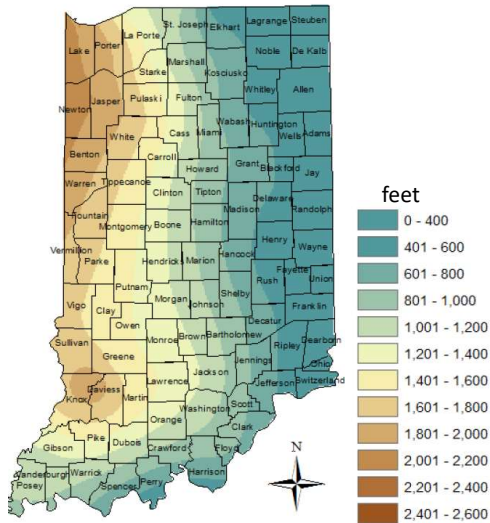 St. Joseph
Elkhart
Lagrange
Steuben
La Porte
Lake
Porter
Noble
De Kalb
Marshall
Starke
Kosciusko
Whitley
Allen
Newton
Jasper
Pulaski
Fulton
Wabash
Huntington
Wells
Adams
White
Cass
Miami
Benton
Carroll
Grant
Blackford
Jay
Howard
Warren
Tippecanoe
Clinton
Tipton
Delaware
Randolph
Madison
Fountain
Montgomery
Boone
Hamilton
Henry
Wayne
Vermillion
Parke
Hendricks
Marion
Hancock
Fayette
Union
Rush
Putnam
Vigo
Clay
Morgan
Johnson
Shelby
Franklin
Owen
Decatur
Sullivan
Monroe
Brown
Bartholomew
Ripley
Dearborn
Greene
Jennings
Ohio
Jackson
Switzerland
Jefferson
Knox
Daviess
Martin
Lawrence
Washington
Scott
Orange
Clark
Pike
Dubois
Gibson
Crawford
Floyd
Vanderburgh
Warrick
Harrison
Posey
Spencer
Perry
N
feet
0 - 400
401 - 600
601 - 800
801 - 1,000
1,001 - 1,200
1,201 - 1,400
1,401 - 1,600
1,601 - 1,800
1,801 - 2,000
2,001 - 2,200
2,201 - 2,400
2,401 - 2,600